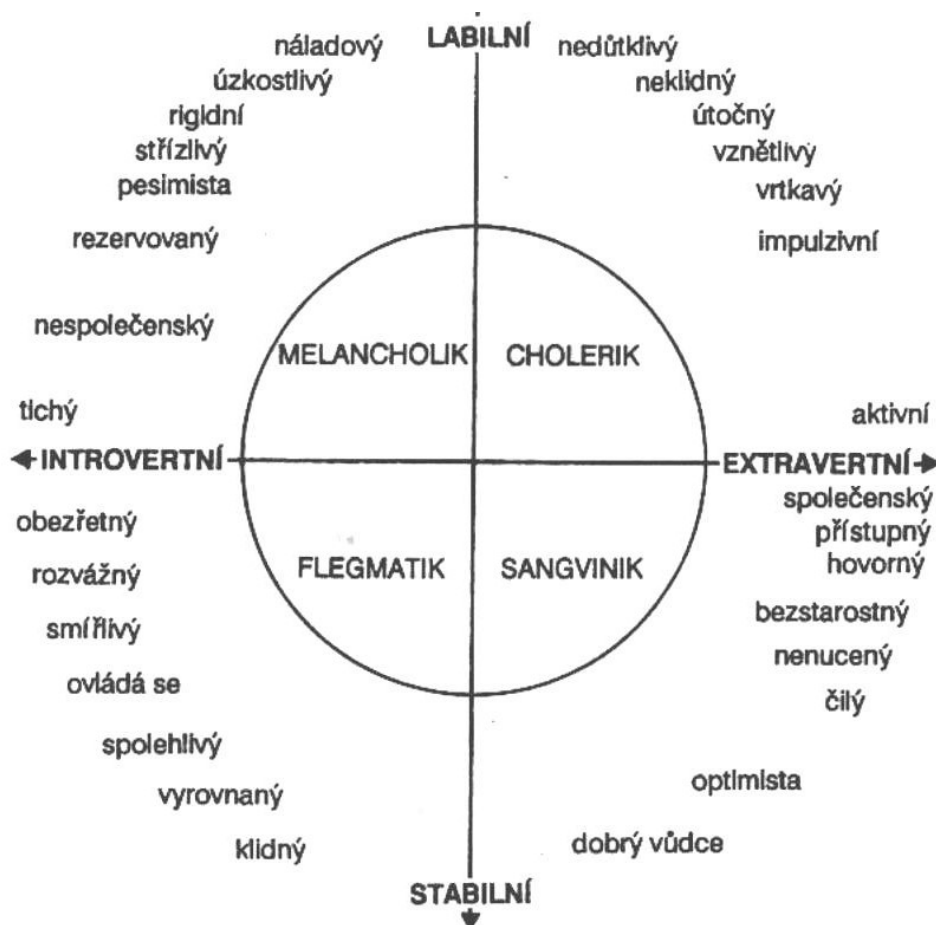 náladový LABILNÍ nedůtklivý
úzkostlivý neklidný
rigidní útočný
střízlivý vznětlivý
pesimista vrtkavý
rezervovaný impulzivní
nespolečenský
MELANCHOLIK CHOLERIK
tichý aktivní
INTROVERTNÍ EXTRAVERTNÍ
společenský
obezřetný přístupný
hovorný
FLEGMATIK SANGVINIK
rozvážný
bezstarostný
smířlivý
nenucený
ovládá se čilý
spolehlivý
optimista
vyrovnaný
klidný dobrý vůdce
STABILNÍ